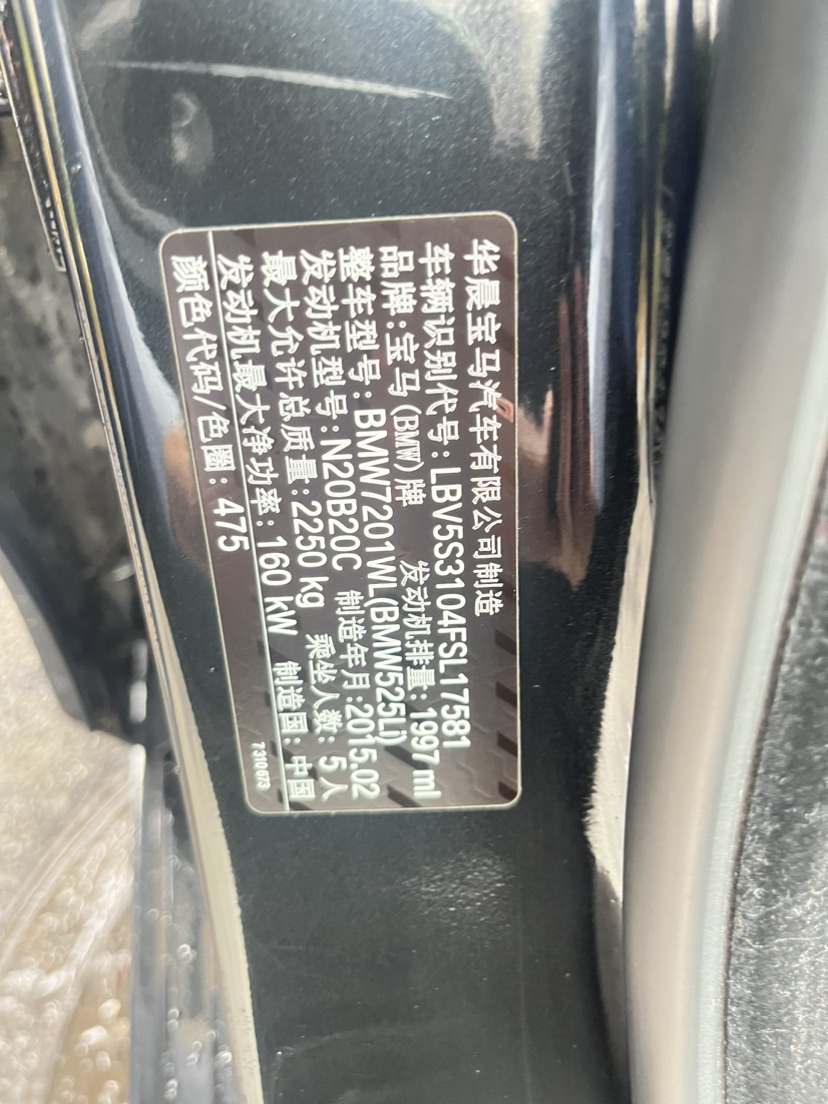 华晨宝马汽车有限公司制造
车辆识别代号:LBV5S3104FSL17581
品牌:宝马(BMW)牌 发动机排量:1997 ml
整车型号:BMW7201WL(BMW525Li)
发动机型号:N20B20C 制造年月:2015.02
最大允许总质量:2250 kg 乘坐人数:5人
发动机最大净功率:160 kW 制造国:中国
颜色代码/色圈:475
7310673